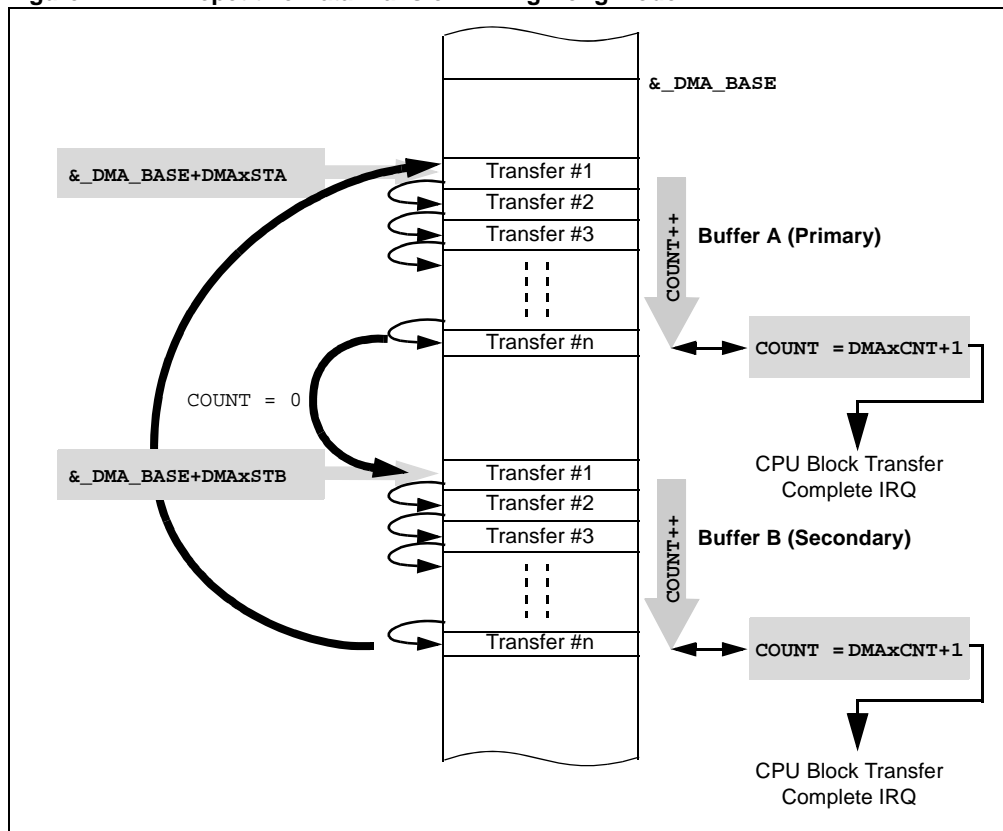 &_DMA_BASE
&_DMA_BASE+DMAxSTA
Transfer #1
Transfer #2
Transfer #3
COUNT++
Buffer A (Primary)
Transfer #n
COUNT = DMAxCNT+1
COUNT = 0
CPU Block Transfer
Complete IRQ
&_DMA_BASE+DMAxSTB
Transfer #1
Transfer #2
Transfer #3
COUNT++
Buffer B (Secondary)
Transfer #n
COUNT = DMAxCNT+1
CPU Block Transfer
Complete IRQ